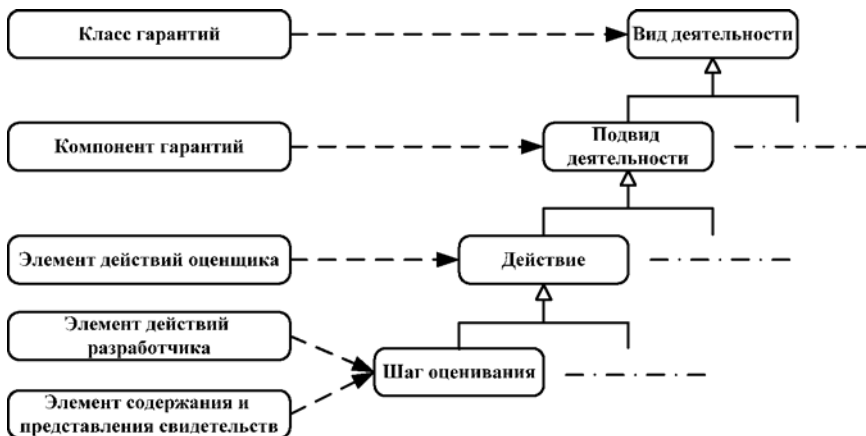 Класс гарантий
Вид деятельности
Компонент гарантий
Подвид
деятельности
Элемент действий оценщика
Действие
Элемент действий
разработчика
Шаг оценивания
Элемент содержания и
представления свидетельств